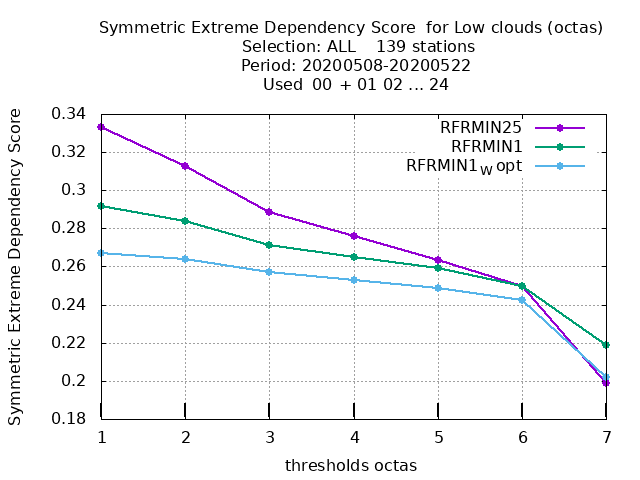 Symmetric Extreme Dependency Score  for Low clouds (octas)
Selection: ALL    139 stations
Period: 20200508-20200522
Used  00 + 01 02 ... 24
Symmetric Extreme Dependency Score
0.34
0.32
0.3
0.28
0.26
0.24
0.22
0.2
0.18
RFRMIN25
RFRMIN1
RFRMIN1W opt
1 2 3 4 5 6 7
thresholds octas